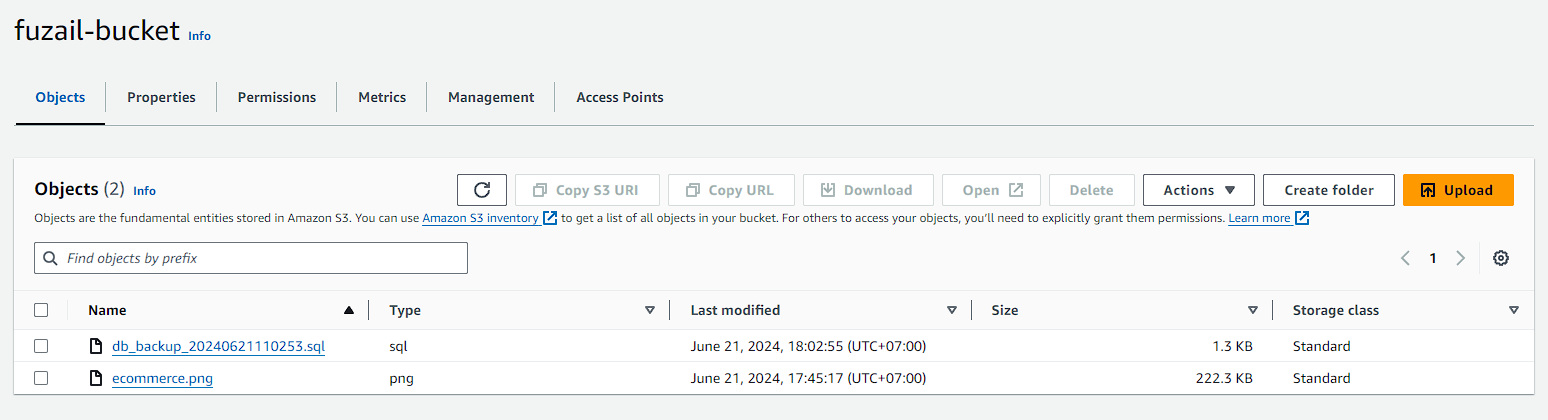 fuzail-bucket Info
Objects Properties Permissions Metrics Management Access Points
Objects (2) Info Copy S3 URI Copy URL Download Open Delete Actions Create folder Upload
Objects are the fundamental entities stored in Amazon S3. You can use Amazon S3 inventory to get a list of all objects in your bucket. For others to access your objects, you'll need to explicitly grant them permissions. Learn more
Find objects by prefix 1
Name Type Last modified Size Storage class
db_backup_20240621110253.sql sql June 21, 2024, 18:02:55 (UTC+07:00) 1.3 KB Standard
ecommerce.png png June 21, 2024, 17:45:17 (UTC+07:00) 222.3 KB Standard